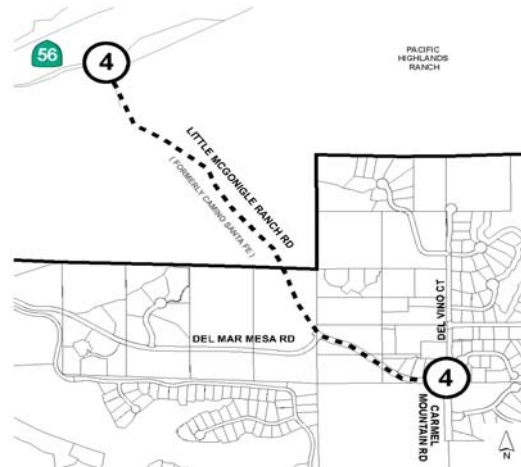 56
4
PACIFIC
HIGHLANDS
RANCH
LITTLE MCGONIGLE RANCH RD
( FORMERLY CAMINO SANTA FE )
DEL MAR MESA RD
DEL VINO CT
4
CARMEL
MOUNTAIN RD
N